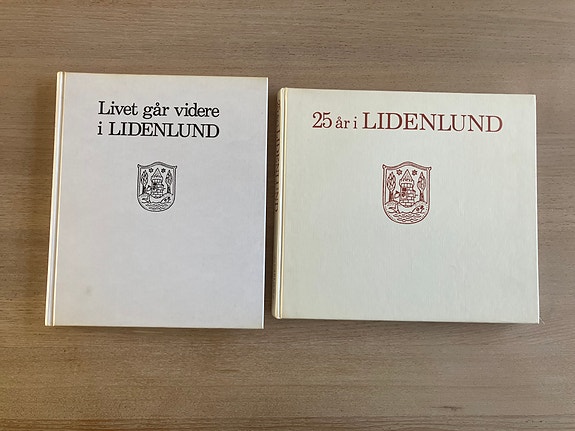 Livet går videre
i LIDENLUND
25 år i LIDENLUND